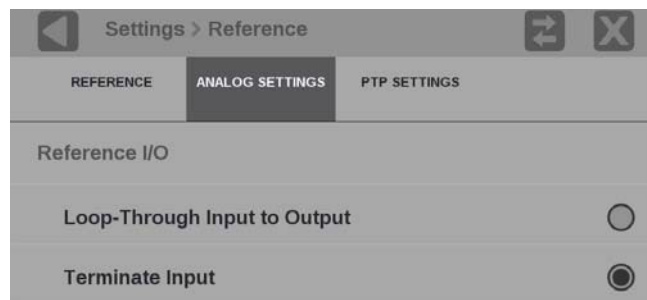 Settings > Reference
REFERENCE ANALOG SETTINGS PTP SETTINGS
Reference I/O
Loop-Through Input to Output
Terminate Input